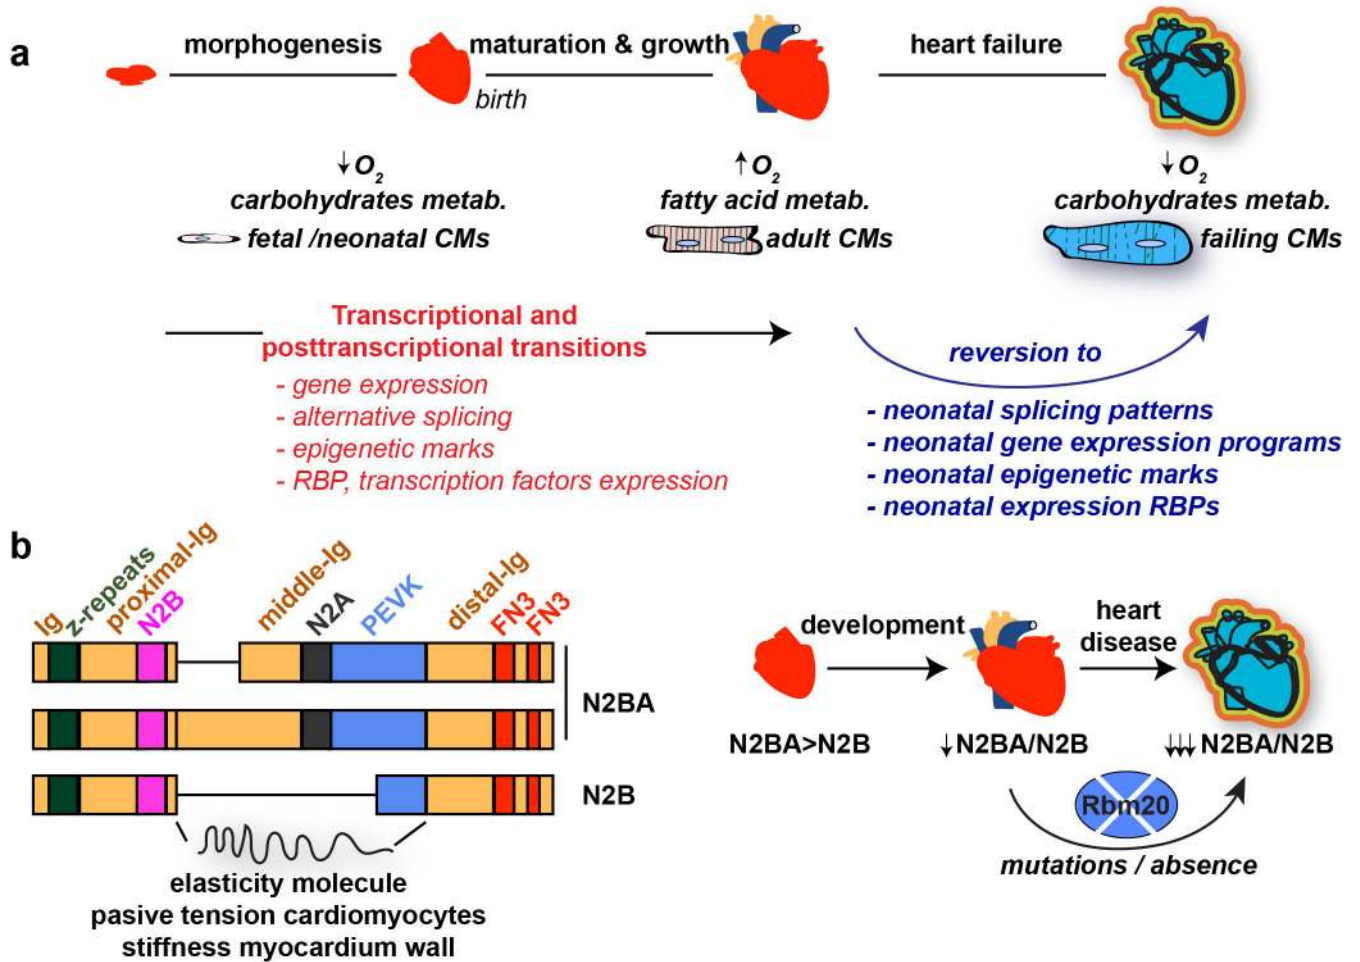 a
morphogenesis
maturation & growth
heart failure
birth
↓O2
carbohydrates metab.
fetal /neonatal CMs
↑O2
fatty acid metab.
adult CMs
↓O2
carbohydrates metab.
failing CMs
Transcriptional and
posttranscriptional transitions
- gene expression
- alternative splicing
- epigenetic marks
- RBP, transcription factors expression
reversion to
- neonatal splicing patterns
- neonatal gene expression programs
- neonatal epigenetic marks
- neonatal expression RBPs
b
Ig
z-repeats
proximal-Ig
N2B
middle-Ig
N2A
PEVK
distal-Ig
FN3
FN3
N2BA
N2B
elasticity molecule
pasive tension cardiomyocytes
stiffness myocardium wall
development
heart
disease
N2BA>N2B
↓N2BA/N2B
↓↓↓ N2BA/N2B
Rbm20
mutations / absence